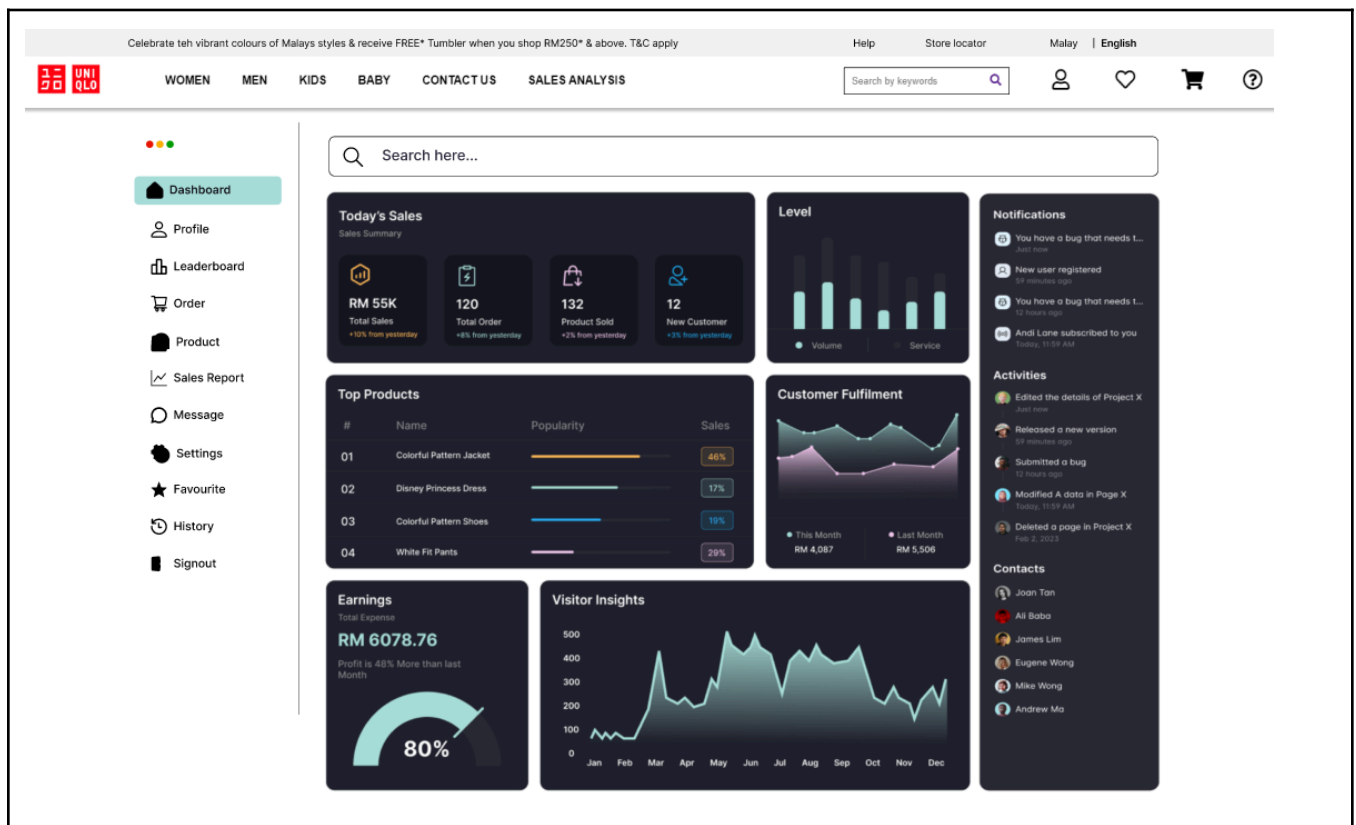 Celebrate teh vibrant colours of Malays styles & receive FREE* Tumbler when you shop RM250* & above. T&C apply
Help
Store locator
Malay | English
ユニ
クロ
UNI
QLO
WOMEN
MEN
KIDS
BABY
CONTACT US
SALES ANALYSIS
Search by keywords
Dashboard
Profile
Leaderboard
Order
Product
Sales Report
Message
Settings
Favourite
History
Signout
Search here...
Today's Sales
Sales Summary
RM 55K
Total Sales
+10% from yesterday
120
Total Order
+8% from yesterday
132
Product Sold
+2% from yesterday
12
New Customer
+3% from yesterday
Level
Volume
Service
Top Products
# Name Popularity Sales
01 Colorful Pattern Jacket 46%
02 Disney Princess Dress 17%
03 Colorful Pattern Shoes 19%
04 White Fit Pants 29%
Customer Fulfilment
This Month
RM 4,087
Last Month
RM 5,506
Earnings
Total Expense
RM 6078.76
Profit is 48% More than last
Month
80%
Visitor Insights
500
400
300
200
100
0
Jan Feb Mar Apr May Jun Jul Aug Sep Oct Nov Dec
Notifications
You have a bug that needs t...
Just now
New user registered
59 minutes ago
You have a bug that needs t...
12 hours ago
Andi Lane subscribed to you
Today, 11:59 AM
Activities
Edited the details of Project X
Just now
Released a new version
59 minutes ago
Submitted a bug
12 hours ago
Modified A data in Page X
Today, 11:59 AM
Deleted a page in Project X
Feb 2, 2023
Contacts
Joan Tan
Ali Baba
James Lim
Eugene Wong
Mike Wong
Andrew Ma